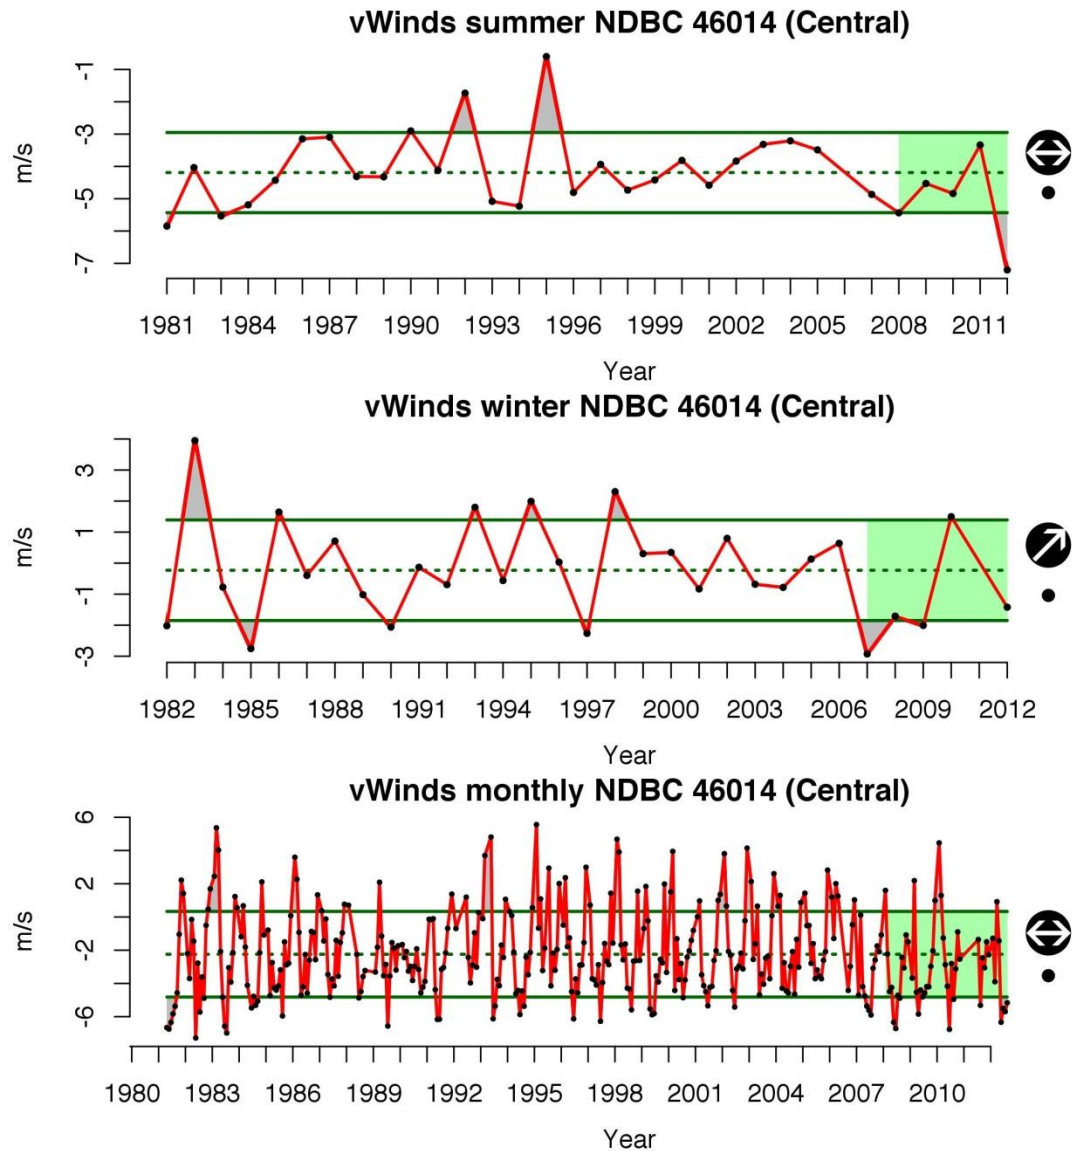 vWinds summer NDBC 46014 (Central)
m/s
-1
-3
-5
-7
1981 1984 1987 1990 1993 1996 1999 2002 2005 2008 2011
Year
vWinds winter NDBC 46014 (Central)
m/s
3
1
-1
-3
1982 1985 1988 1991 1994 1997 2000 2003 2006 2009 2012
Year
vWinds monthly NDBC 46014 (Central)
m/s
6
2
-2
-6
1980 1983 1986 1989 1992 1995 1998 2001 2004 2007 2010
Year